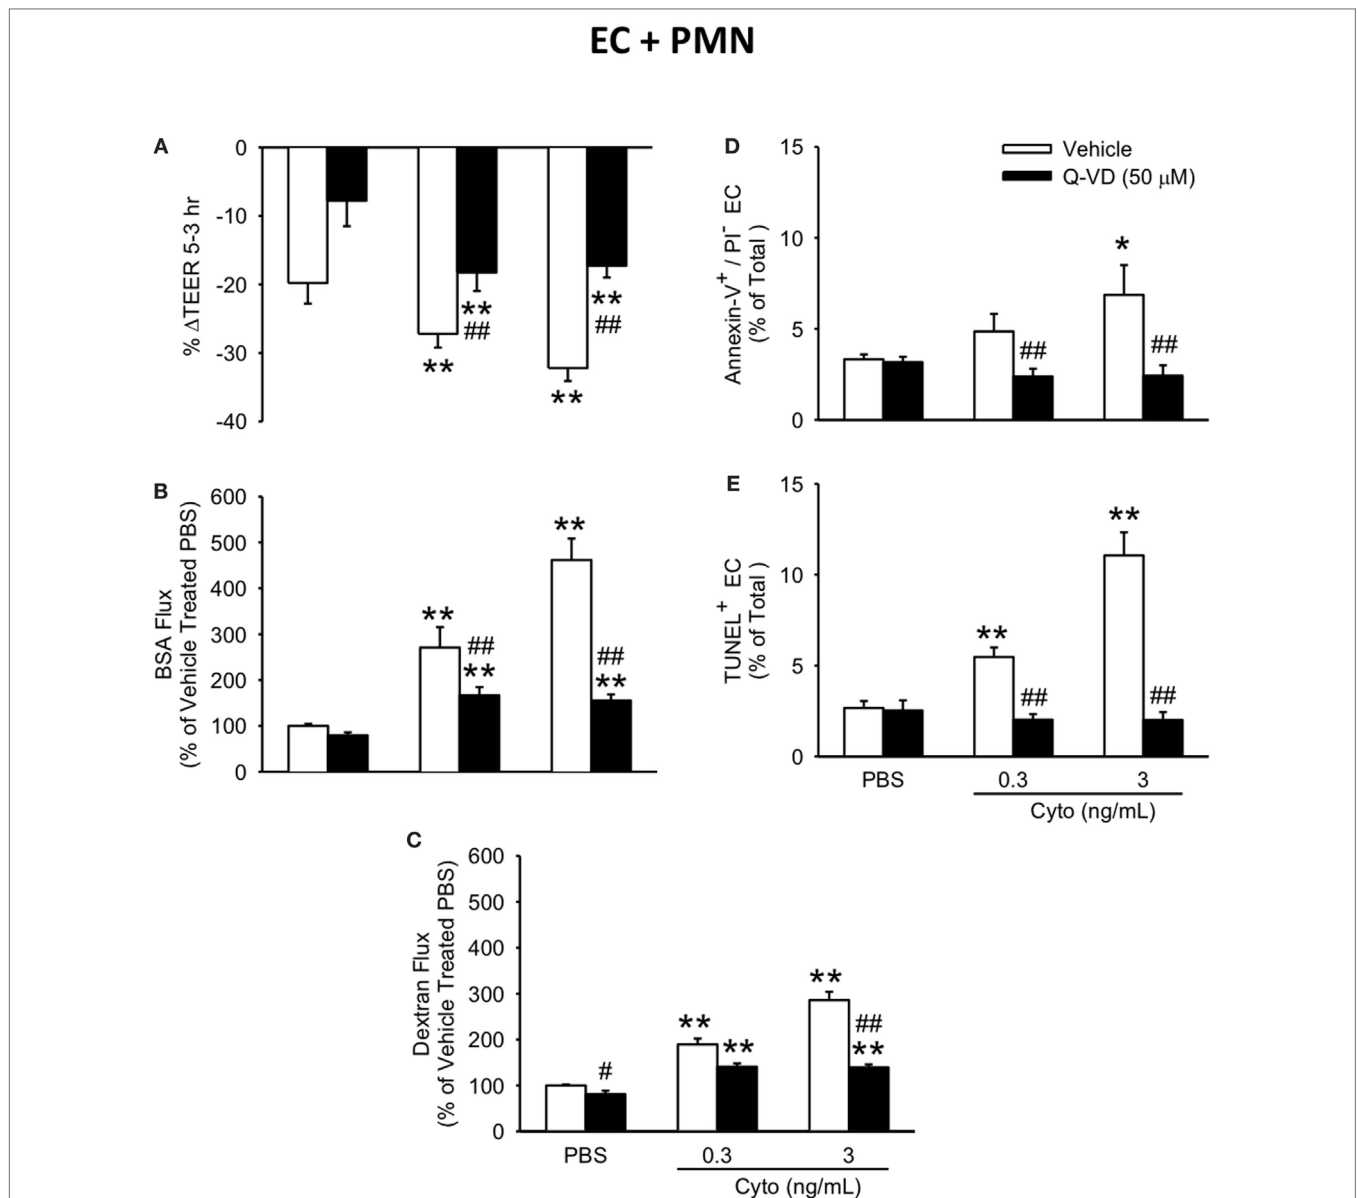 EC + PMN
A
% ΔTEER 5-3 hr
0
-10
-20
-30
-40
**
**
##
**
**
##
B
BSA Flux
(% of Vehicle Treated PBS)
600
500
400
300
200
100
0
**
##
**
**
##
**
C
Dextran Flux
(% of Vehicle Treated PBS)
600
500
400
300
200
100
0
#
**
**
**
##
**
PBS
0.3
3
Cyto (ng/mL)
D
Vehicle
Q-VD (50 µM)
Annexin-V+ / PI- EC
(% of Total )
15
10
5
0
##
*
##
E
TUNEL+ EC
(% of Total )
15
10
5
0
**
##
**
##
PBS
0.3
3
Cyto (ng/mL)